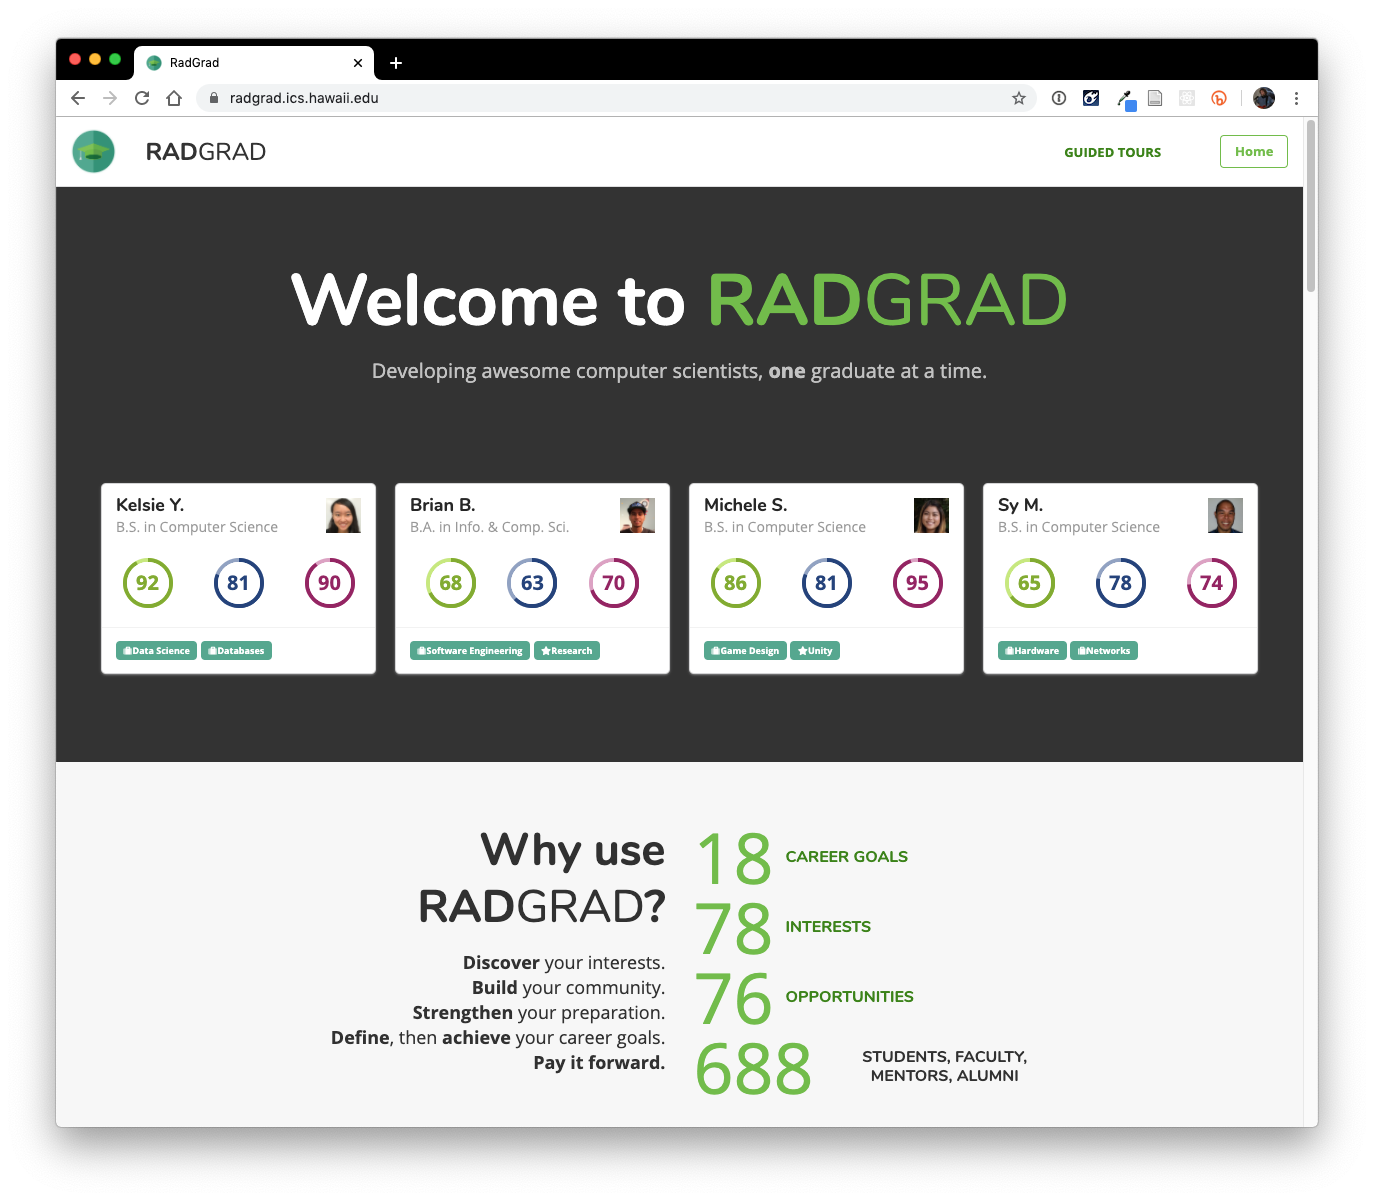 RadGrad
radgrad.ics.hawaii.edu
RADGRAD
GUIDED TOURS
Home
Welcome to RADGRAD
Developing awesome computer scientists, one graduate at a time.
Kelsie Y.
B.S. in Computer Science
92 81 90
Data Science Databases
Brian B.
B.A. in Info. & Comp. Sci.
68 63 70
Software Engineering Research
Michele S.
B.S. in Computer Science
86 81 95
Game Design Unity
Sy M.
B.S. in Computer Science
65 78 74
Hardware Networks
Why use
RADGRAD?
Discover your interests.
Build your community.
Strengthen your preparation.
Define, then achieve your career goals.
Pay it forward.
18 CAREER GOALS
78 INTERESTS
76 OPPORTUNITIES
688 STUDENTS, FACULTY,
MENTORS, ALUMNI